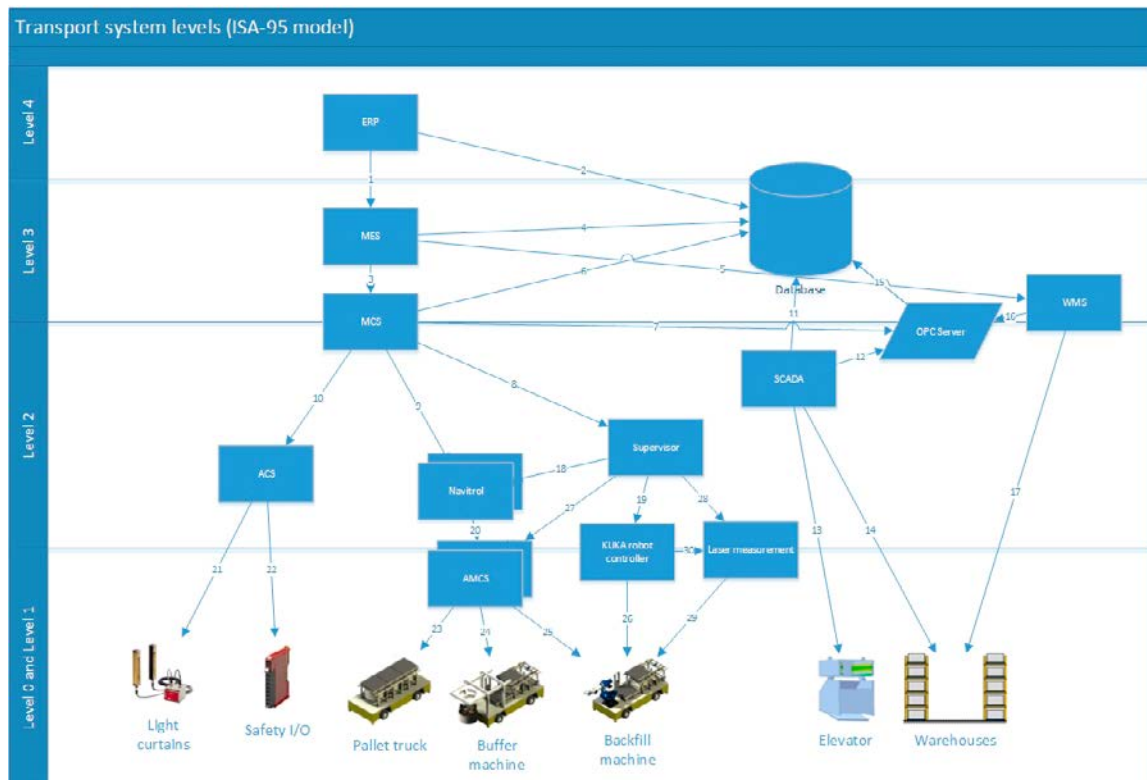 Transport system levels (ISA-95 model)
Level 4
ERP
1
2
Level 3
MES
4
5
3
6
Database
15
MCS
7
11
16
WMS
OPC Server
12
SCADA
8
10
9
Level 2
ACS
Navitrol
18
Supervisor
17
20
27
19
28
13
14
KUKA robot
controller
30
Laser measurement
AMCS
21
22
23
24
25
26
29
Level 0 and Level 1
Light
curtains
Safety I/O
Pallet truck
Buffer
machine
Backfill
machine
Elevator
Warehouses